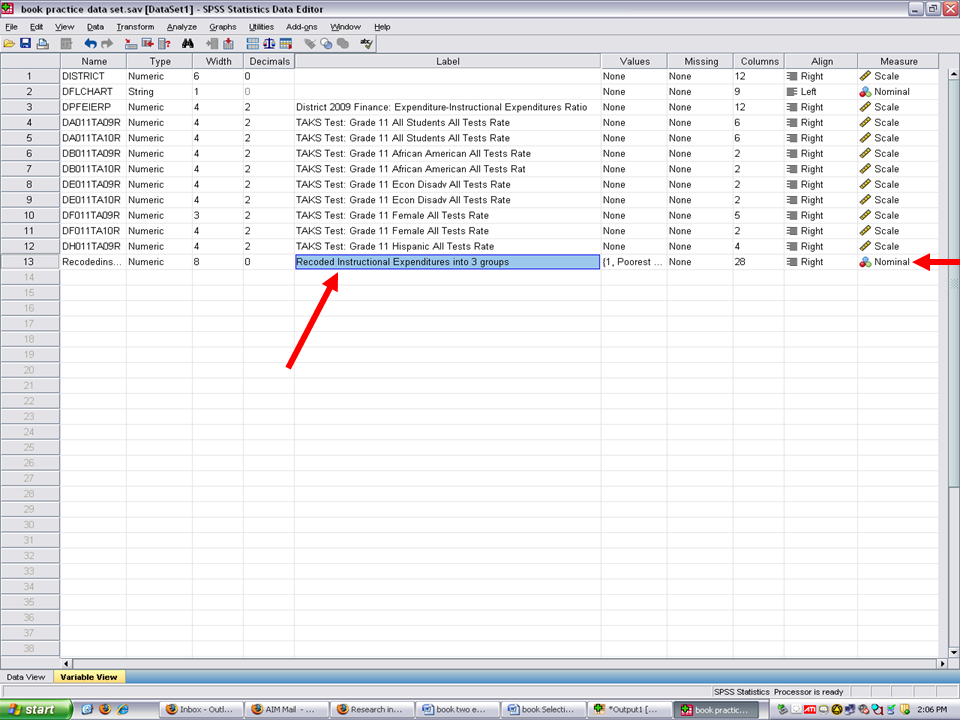 book practice data set.sav [DataSet1] - SPSS Statistics Data Editor
File Edit View Data Transform Analyze Graphs Utilities Add-ons Window Help
Name Type Width Decimals Label Values Missing Columns Align Measure
1 DISTRICT Numeric 6 0 None None 12 Right Scale
2 DFLCHART String 1 0 None None 9 Left Nominal
3 DPFEIERP Numeric 4 2 District 2009 Finance: Expenditure-Instructional Expenditures Ratio None None 12 Right Scale
4 DA011TA09R Numeric 4 2 TAKS Test: Grade 11 All Students All Tests Rate None None 6 Right Scale
5 DA011TA10R Numeric 4 2 TAKS Test: Grade 11 All Students All Tests Rate None None 6 Right Scale
6 DB011TA09R Numeric 4 2 TAKS Test: Grade 11 African American All Tests Rate None None 2 Right Scale
7 DB011TA10R Numeric 4 2 TAKS Test: Grade 11 African American All Tests Rat None None 2 Right Scale
8 DE011TA09R Numeric 4 2 TAKS Test: Grade 11 Econ Disadv All Tests Rate None None 2 Right Scale
9 DE011TA10R Numeric 4 2 TAKS Test: Grade 11 Econ Disadv All Tests Rate None None 2 Right Scale
10 DF011TA09R Numeric 3 2 TAKS Test: Grade 11 Female All Tests Rate None None 5 Right Scale
11 DF011TA10R Numeric 4 2 TAKS Test: Grade 11 Female All Tests Rate None None 2 Right Scale
12 DH011TA09R Numeric 4 2 TAKS Test: Grade 11 Hispanic All Tests Rate None None 4 Right Scale
13 Recodedins... Numeric 8 0 Recoded Instructional Expenditures into 3 groups {1, Poorest ... None 28 Right Nominal
14
15
16
17
18
19
20
21
22
23
24
25
26
27
28
29
30
31
32
33
34
35
36
37
38
Data View Variable View
SPSS Statistics Processor is ready
start Inbox - Outl... AIM Mail - ... Research in... book two e... book Selecti... *Output1 [... book practic... ATI 2:06 PM